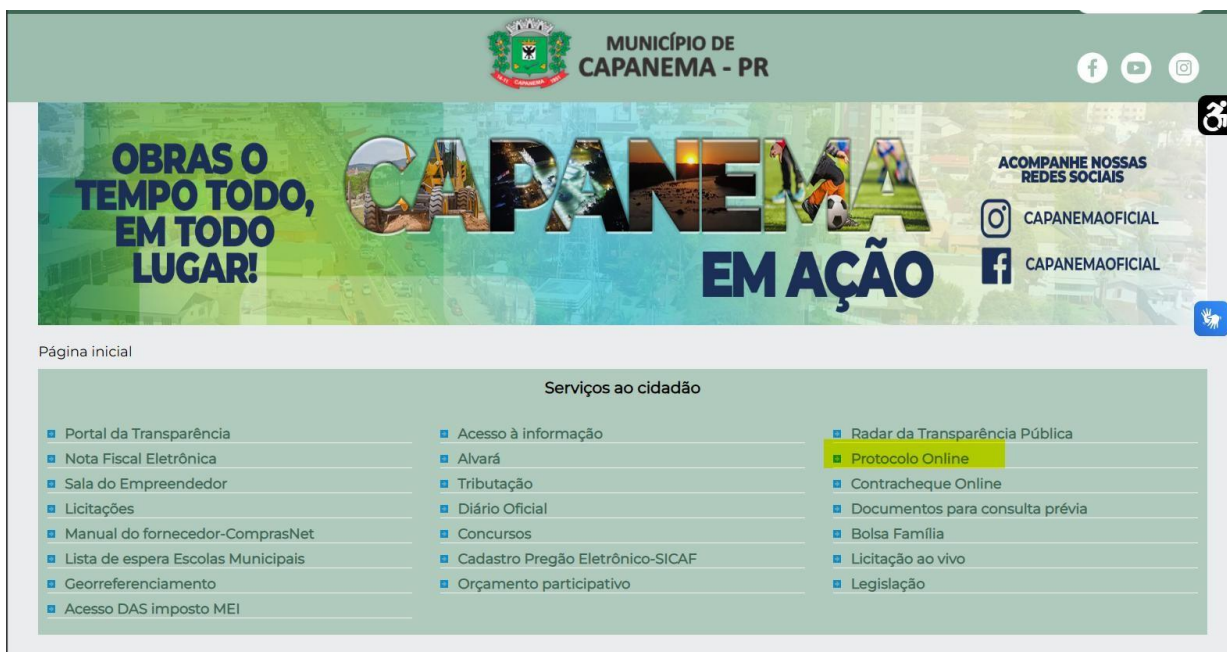 MUNICÍPIO DE
CAPANEMA - PR
OBRAS O
TEMPO TODO,
EM TODO
LUGAR!
CAPANEMA
EM AÇÃO
ACOMPANHE NOSSAS
REDES SOCIAIS
CAPANEMAOFICIAL
CAPANEMAOFICIAL
Página inicial
Serviços ao cidadão
Portal da Transparência
Nota Fiscal Eletrônica
Sala do Empreendedor
Licitações
Manual do fornecedor-ComprasNet
Lista de espera Escolas Municipais
Georreferenciamento
Acesso DAS imposto MEI
Acesso à informação
Alvará
Tributação
Diário Oficial
Concursos
Cadastro Pregão Eletrônico-SICAF
Orçamento participativo
Radar da Transparência Pública
Protocolo Online
Contracheque Online
Documentos para consulta prévia
Bolsa Família
Licitação ao vivo
Legislação